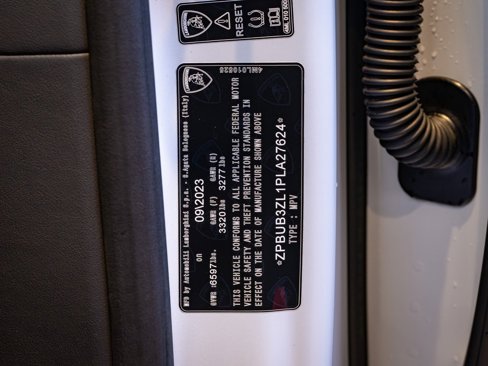 RESET
4ML010525
MFD by Automobili Lamborghini S.p.a. - S.Agata Bolognese (Italy)
on 09\2023
GAWR (F) GAWR (R)
GVWR :6597lbs. 3320lbs 3277lbs
THIS VEHICLE CONFORMS TO ALL APPLICABLE FEDERAL MOTOR
VEHICLE SAFETY AND THEFT PREVENTION STANDARDS IN
EFFECT ON THE DATE OF MANUFACTURE SHOWN ABOVE
*ZPBUB3ZL1PLA27624*
TYPE : MPV